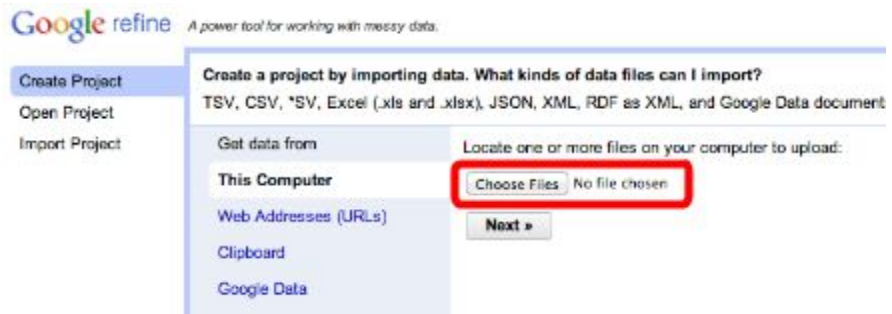 Google refine A power tool for working with messy data.
Create Project
Open Project
Import Project
Create a project by importing data. What kinds of data files can I import?
TSV, CSV, *SV, Excel (.xls and .xlsx), JSON, XML, RDF as XML, and Google Data document
Get data from
This Computer
Web Addresses (URLs)
Clipboard
Google Data
Locate one or more files on your computer to upload:
Choose Files No file chosen
Next »